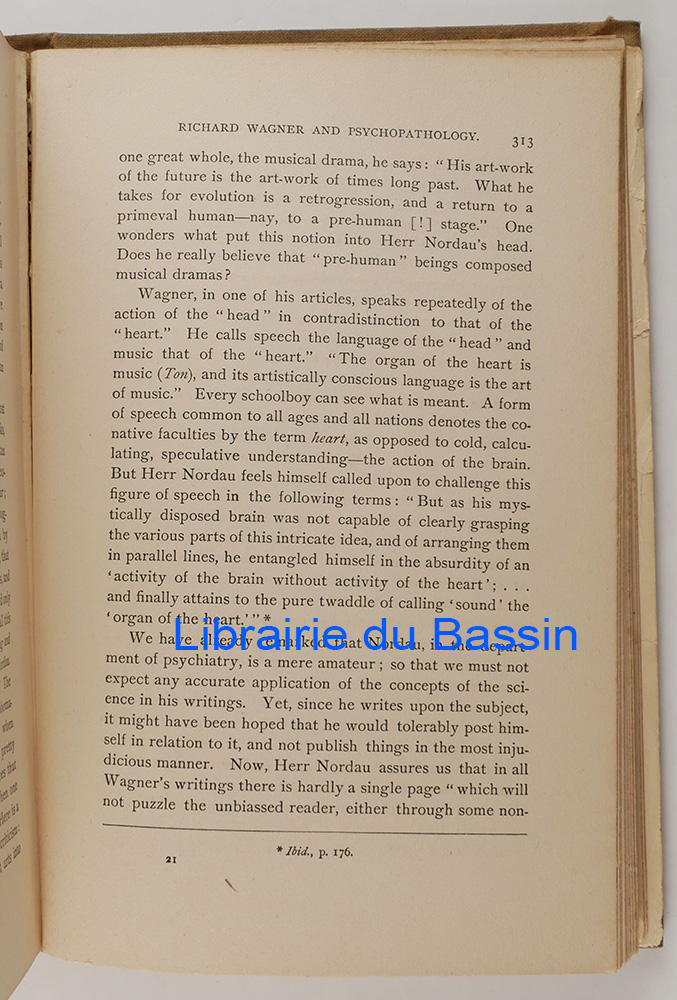 RICHARD WAGNER AND PSYCHOPATHOLOGY. 313
one great whole, the musical drama, he says: “ His art-work
of the future is the art-work of times long past. What he
takes for evolution is a retrogression, and a return to a
primeval human—nay, to a pre-human [!] stage.” One
wonders what put this notion into Herr Nordau's head.
Does he really believe that “pre-human” beings composed
musical dramas?
Wagner, in one of his articles, speaks repeatedly of the
action of the “head” in contradistinction to that of the
“heart.” He calls speech the language of the “head” and
music that of the “heart.” “The organ of the heart is
music (Ton), and its artistically conscious language is the art
of music.” Every schoolboy can see what is meant. A form
of speech common to all ages and all nations denotes the co-
native faculties by the term heart, as opposed to cold, calcu-
lating, speculative understanding—the action of the brain.
But Herr Nordau feels himself called upon to challenge this
figure of speech in the following terms: “But as his mys-
tically disposed brain was not capable of clearly grasping
the various parts of this intricate idea, and of arranging them
in parallel lines, he entangled himself in the absurdity of an
‘activity of the brain without activity of the heart’; . . .
and finally attains to the pure twaddle of calling ‘sound’ the
‘organ of the heart.’”*
We have already remarked that Nordau, in the depart-
Librairie du Bassin
ment of psychiatry, is a mere amateur; so that we must not
expect any accurate application of the concepts of the sci-
ence in his writings. Yet, since he writes upon the subject,
it might have been hoped that he would tolerably post him-
self in relation to it, and not publish things in the most inju-
dicious manner. Now, Herr Nordau assures us that in all
Wagner's writings there is hardly a single page “which will
not puzzle the unbiassed reader, either through some non-
* Ibid., p. 176.
21